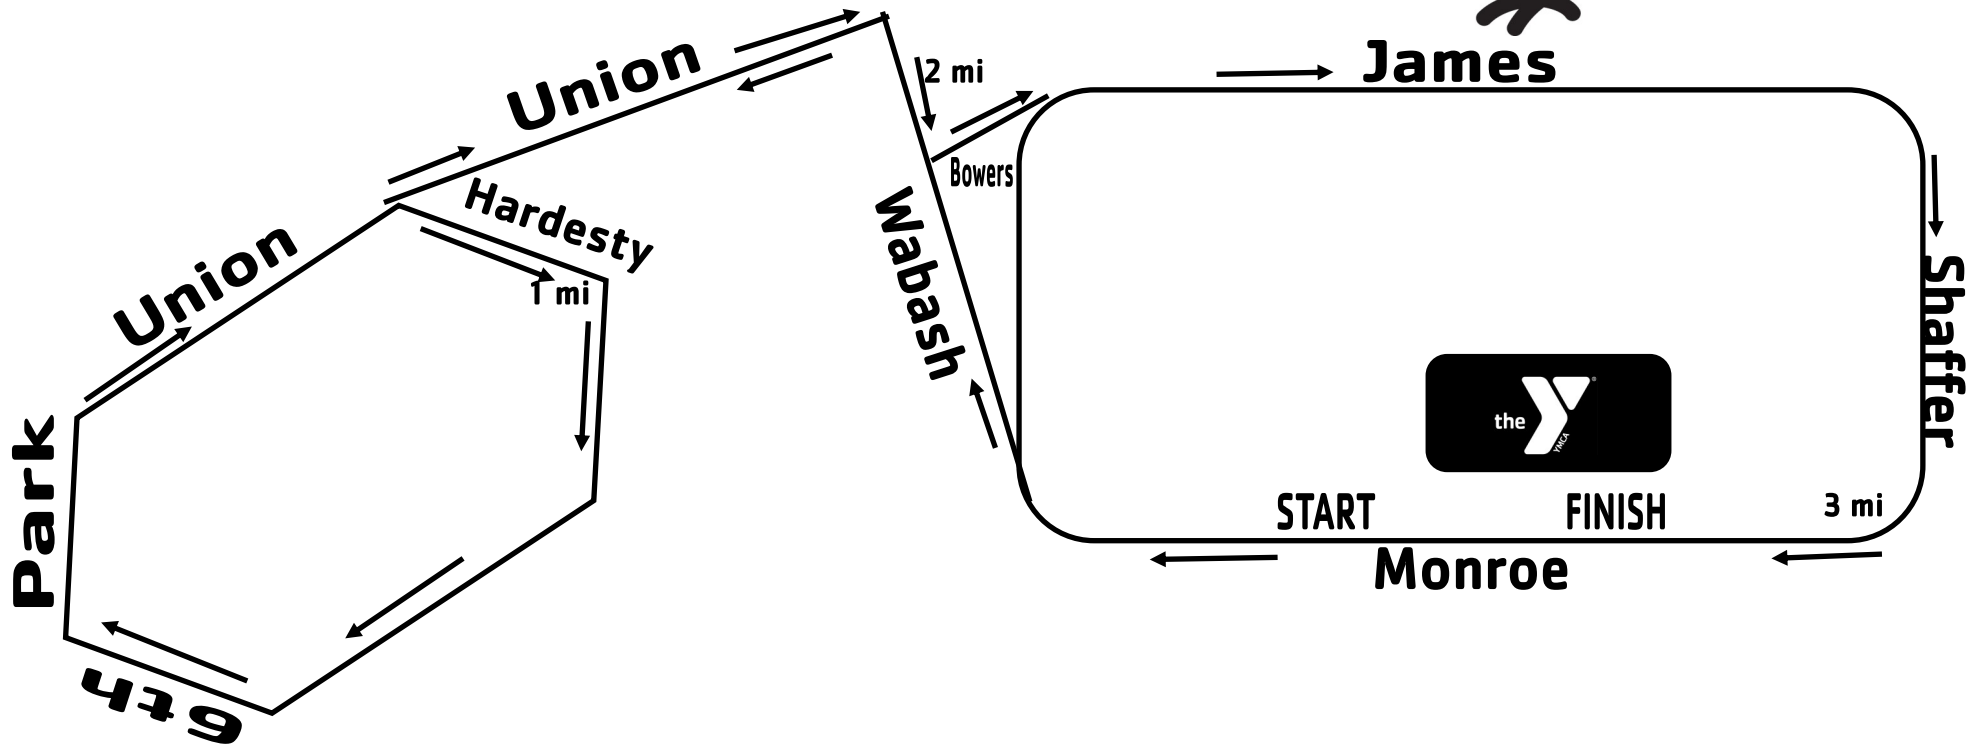 James
Union
2 mi
Bowers
Hardesty
Wabash
Union
1 mi
Shaffer
the
YMCA
Park
START
FINISH
3 mi
Monroe
6th